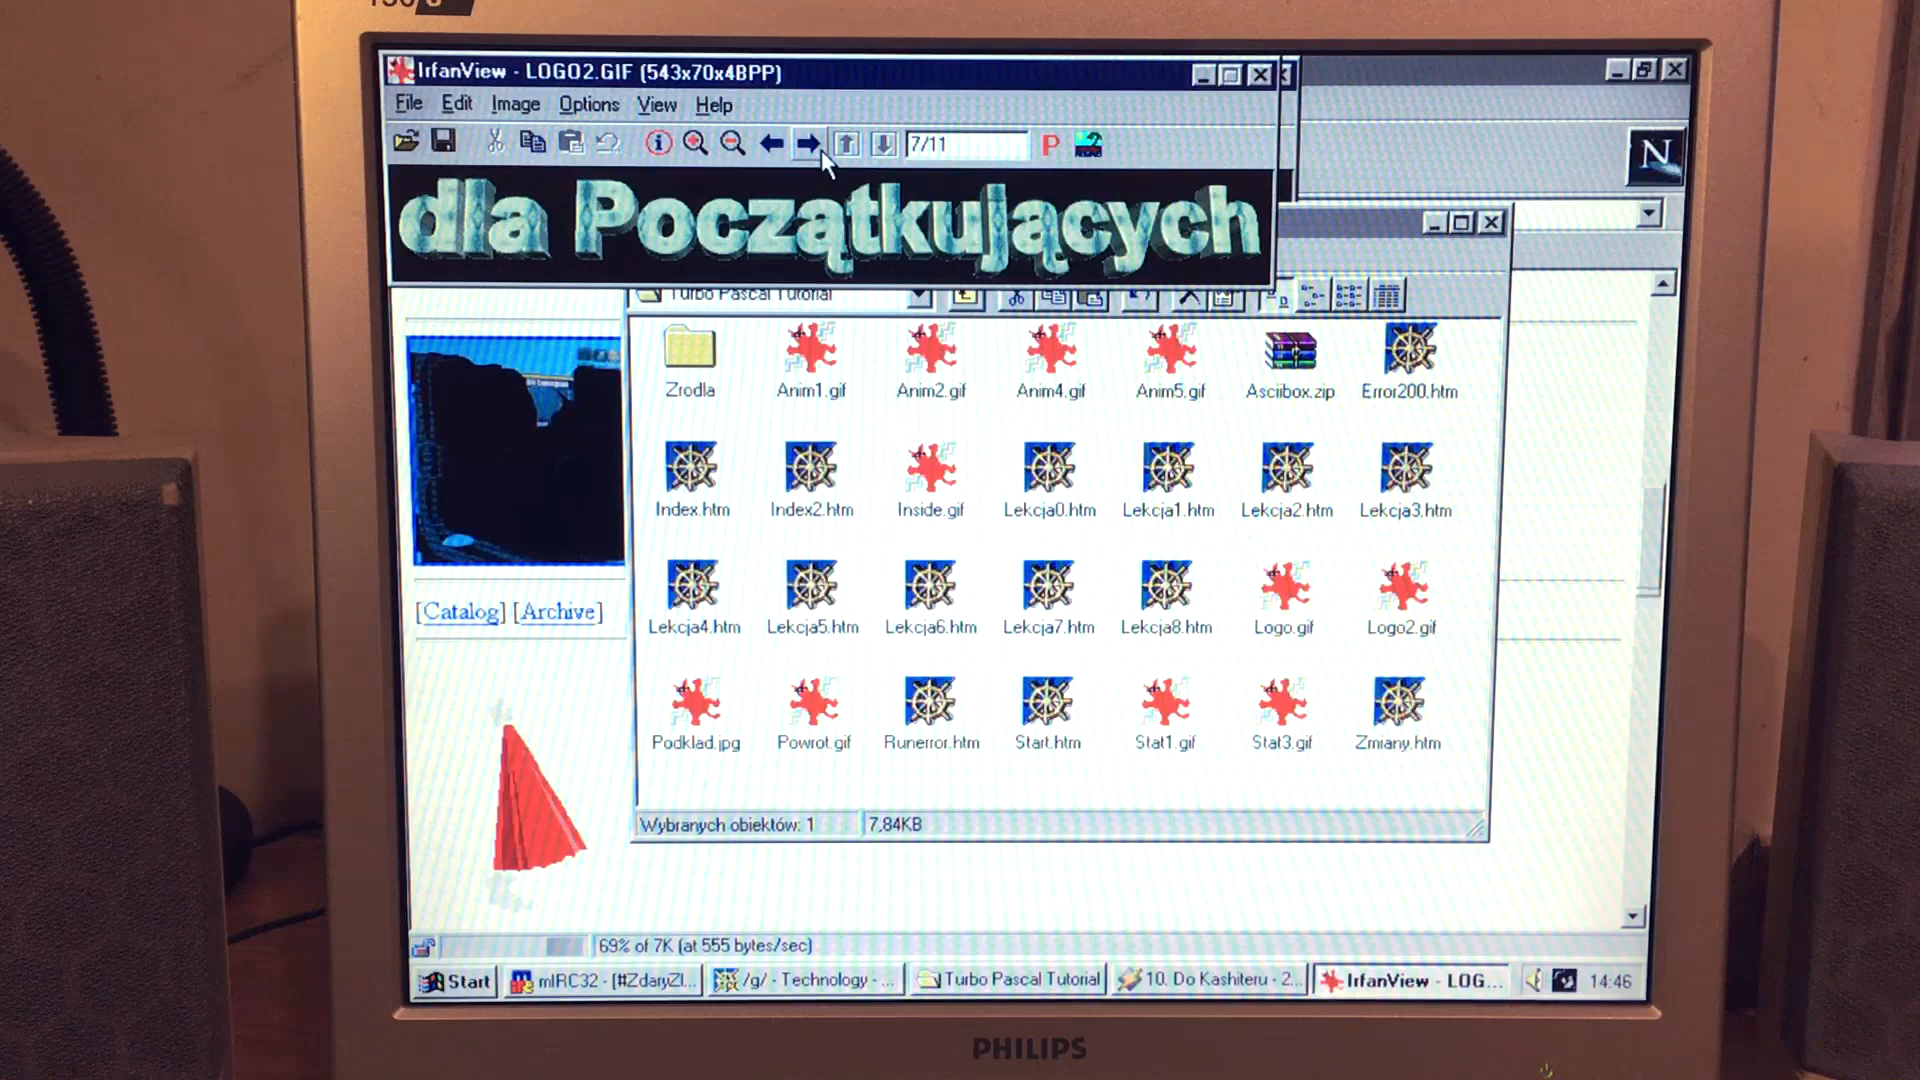 IrfanView - LOGO2.GIF (543x70x4BPP)
File Edit Image Options View Help
7/11
P
N
dla Początkujących
Turbo Pascal Tutorial
Zrodla Anim1.gif Anim2.gif Anim4.gif Anim5.gif Asciibox.zip Error200.htm
Index.htm Index2.htm Inside.gif Lekcja0.htm Lekcja1.htm Lekcja2.htm Lekcja3.htm
Lekcja4.htm Lekcja5.htm Lekcja6.htm Lekcja7.htm Lekcja8.htm Logo.gif Logo2.gif
[Catalog] [Archive]
Podklad.jpg Powrot.gif Runerror.htm Start.htm Stat1.gif Stat3.gif Zmiany.htm
Wybranych obiektów: 1 7,84KB
69% of 7K (at 555 bytes/sec)
Start mIRC32 - [#ZdaryZl... /g/ - Technology - ... Turbo Pascal Tutorial 10. Do Kashiteru - 2... IrfanView - LOG... 14:46
PHILIPS